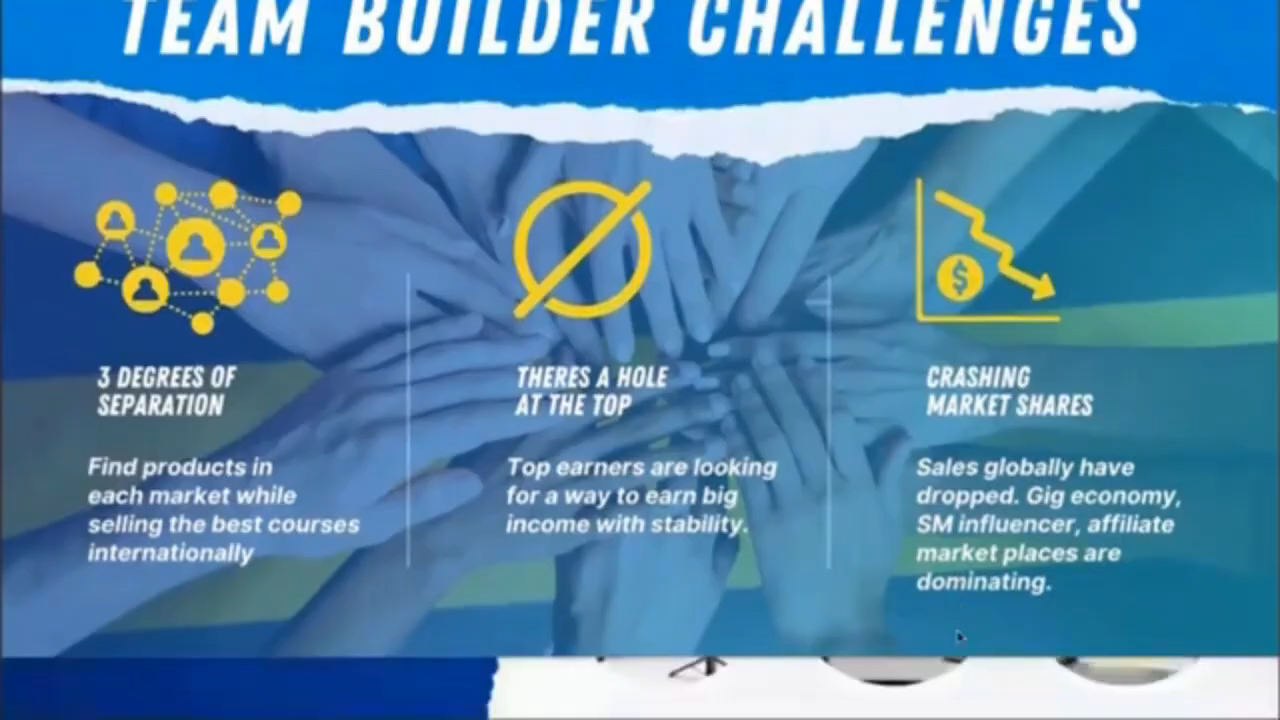 TEAM BUILDER CHALLENGES
3 DEGREES OF
SEPARATION
Find products in
each market while
selling the best courses
internationally
THERES A HOLE
AT THE TOP
Top earners are looking
for a way to earn big
income with stability.
$
CRASHING
MARKET SHARES
Sales globally have
dropped. Gig economy,
SM influencer, affiliate
market places are
dominating.